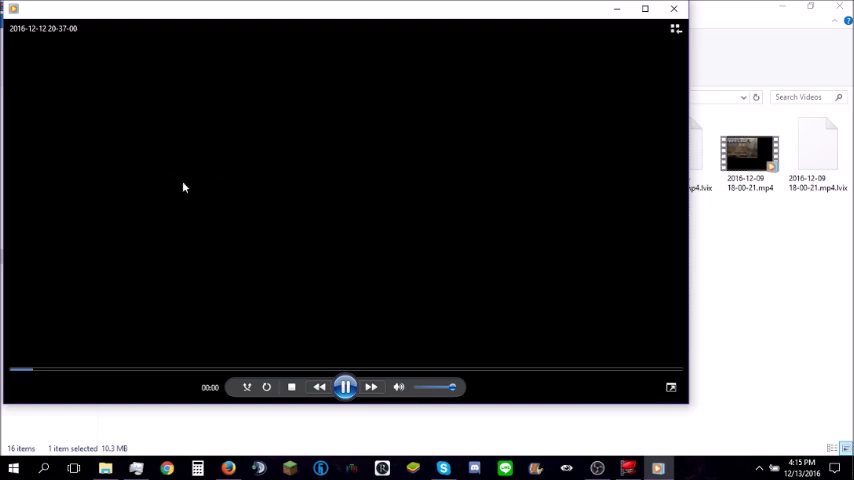 2016-12-12 20-37-00
Search Videos
2016-12-09
18-00-21.mp4
2016-12-09
18-00-21.mp4.lvix
00:00
16 items
1 item selected 10.3 MB
4:15 PM
12/13/2016